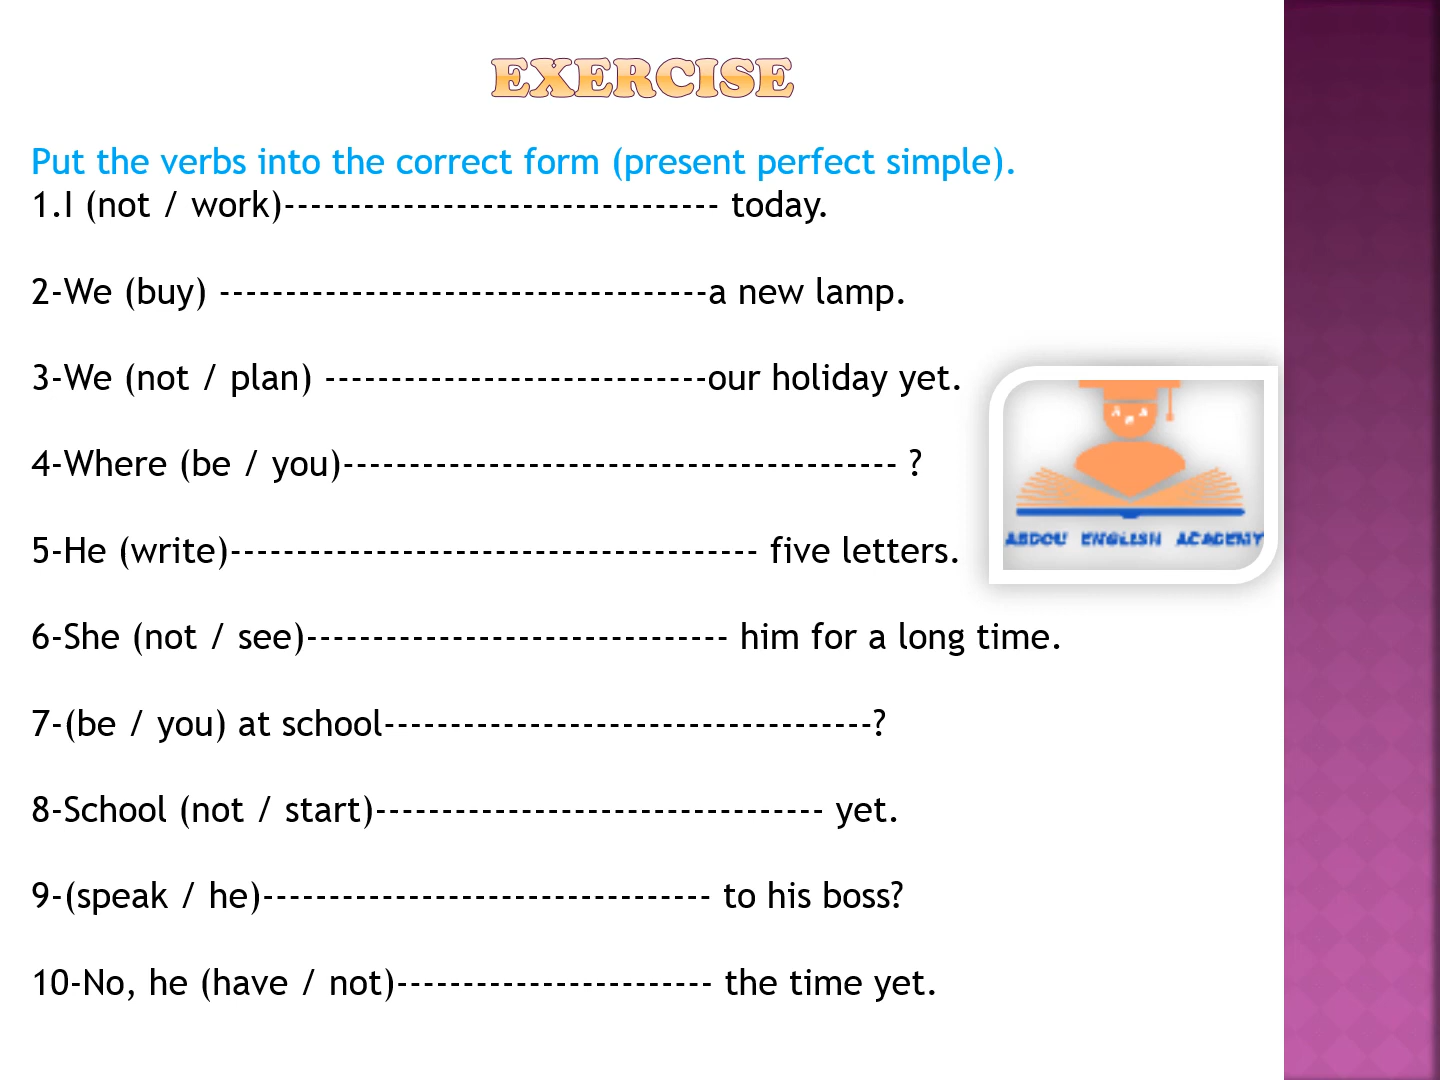 EXERCISE
Put the verbs into the correct form (present perfect simple).
1.I (not / work)--------------------------------- today.
2-We (buy) -------------------------------------a new lamp.
3-We (not / plan) -----------------------------our holiday yet.
4-Where (be / you)------------------------------------------ ?
5-He (write)---------------------------------------- five letters.
6-She (not / see)-------------------------------- him for a long time.
7-(be / you) at school-------------------------------------?
8-School (not / start)---------------------------------- yet.
9-(speak / he)---------------------------------- to his boss?
10-No, he (have / not)------------------------ the time yet.
ABDOU ENGLISH ACADEMY